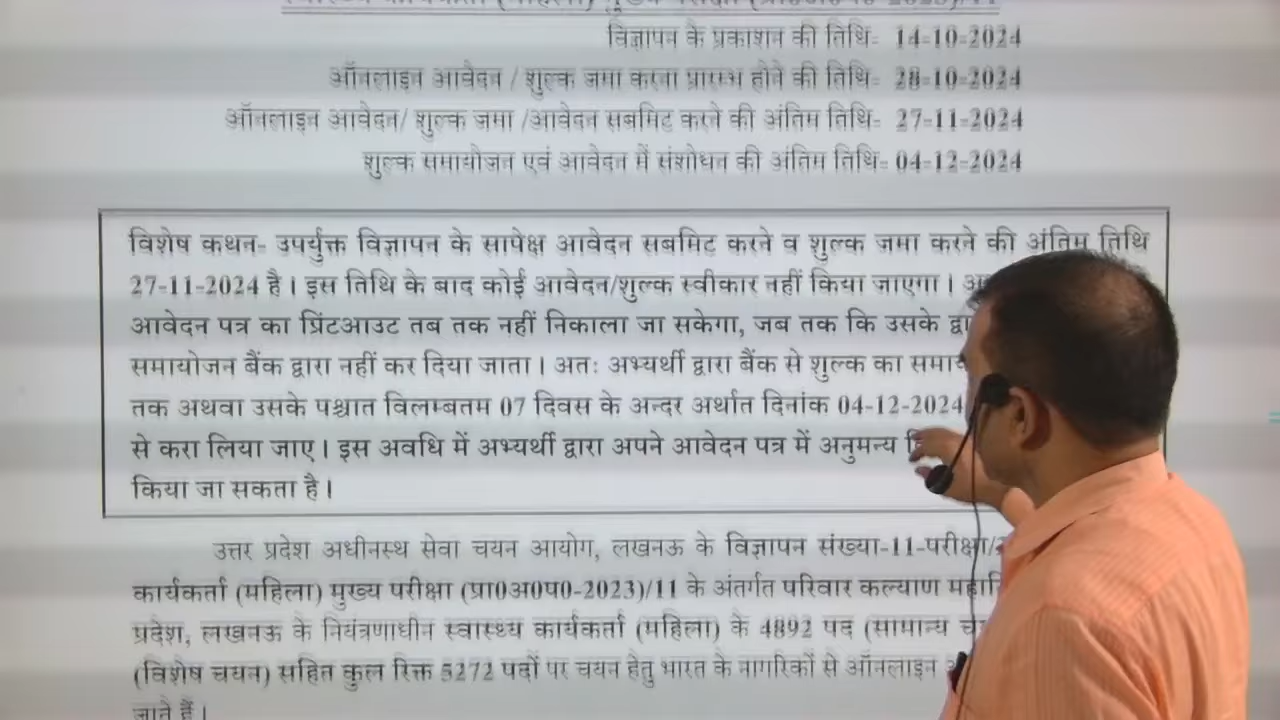 विज्ञापन के प्रकाशन की तिथि- 14-10-2024
ऑनलाइन आवेदन / शुल्क जमा करना प्रारम्भ होने की तिथि- 28-10-2024
ऑनलाइन आवेदन/ शुल्क जमा /आवेदन सबमिट करने की अंतिम तिथि- 27-11-2024
शुल्क समायोजन एवं आवेदन में संशोधन की अंतिम तिथि- 04-12-2024
विशेष कथन- उपर्युक्त विज्ञापन के सापेक्ष आवेदन सबमिट करने व शुल्क जमा करने की अंतिम तिथि
27-11-2024 है। इस तिथि के बाद कोई आवेदन/शुल्क स्वीकार नहीं किया जाएगा।
आवेदन पत्र का प्रिंटआउट तब तक नहीं निकाला जा सकेगा, जब तक कि उसके
समायोजन बैंक द्वारा नहीं कर दिया जाता। अतः अभ्यर्थी द्वारा बैंक से शुल्क का
तक अथवा उसके पश्चात विलम्बतम 07 दिवस के अन्दर अर्थात दिनांक 04-12-2024
से करा लिया जाए। इस अवधि में अभ्यर्थी द्वारा अपने आवेदन पत्र में अनुमन्य
किया जा सकता है।
उत्तर प्रदेश अधीनस्थ सेवा चयन आयोग, लखनऊ के विज्ञापन संख्या-11-परीक्षा/
कार्यकर्ता (महिला) मुख्य परीक्षा (प्रा0अ0प0-2023)/11 के अंतर्गत परिवार कल्याण
प्रदेश, लखनऊ के नियंत्रणाधीन स्वास्थ्य कार्यकर्ता (महिला) के 4892 पद (सामान्य
(विशेष चयन) सहित कुल रिक्त 5272 पदों पर चयन हेतु भारत के नागरिकों से ऑनलाइन
जाते हैं।